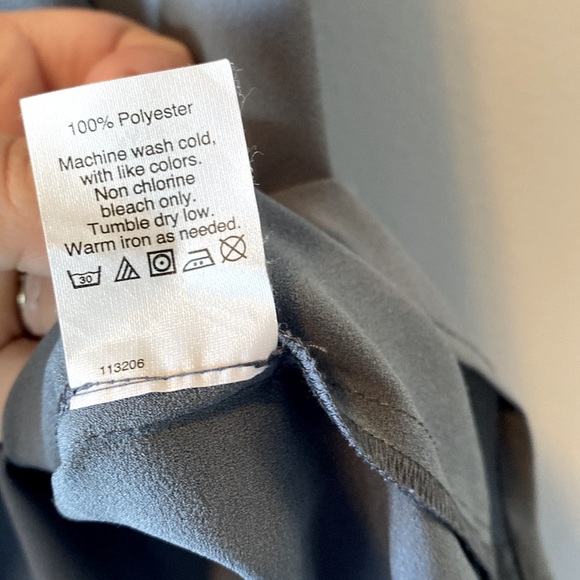 100% Polyester
Machine wash cold,
with like colors.
Non chlorine
bleach only.
Tumble dry low.
Warm iron as needed.
30
113206